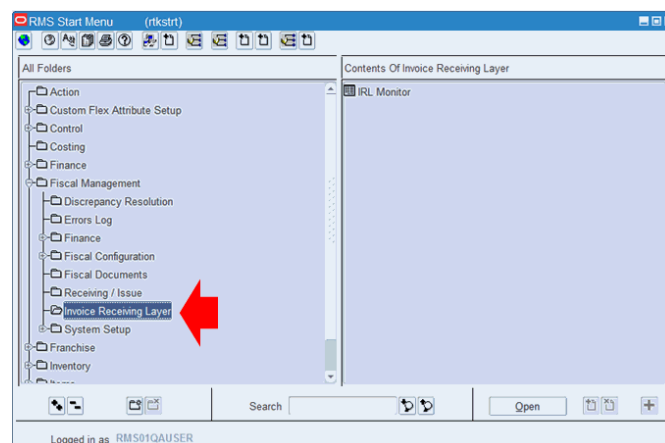 RMS Start Menu (rtkstrt)
All Folders
Contents Of Invoice Receiving Layer
Action
Custom Flex Attribute Setup
Control
Costing
Finance
Fiscal Management
Discrepancy Resolution
Errors Log
Finance
Fiscal Configuration
Fiscal Documents
Receiving / Issue
Invoice Receiving Layer
System Setup
Franchise
Inventory
IRL Monitor
Search
Open
Logged in as RMS01QAUSER